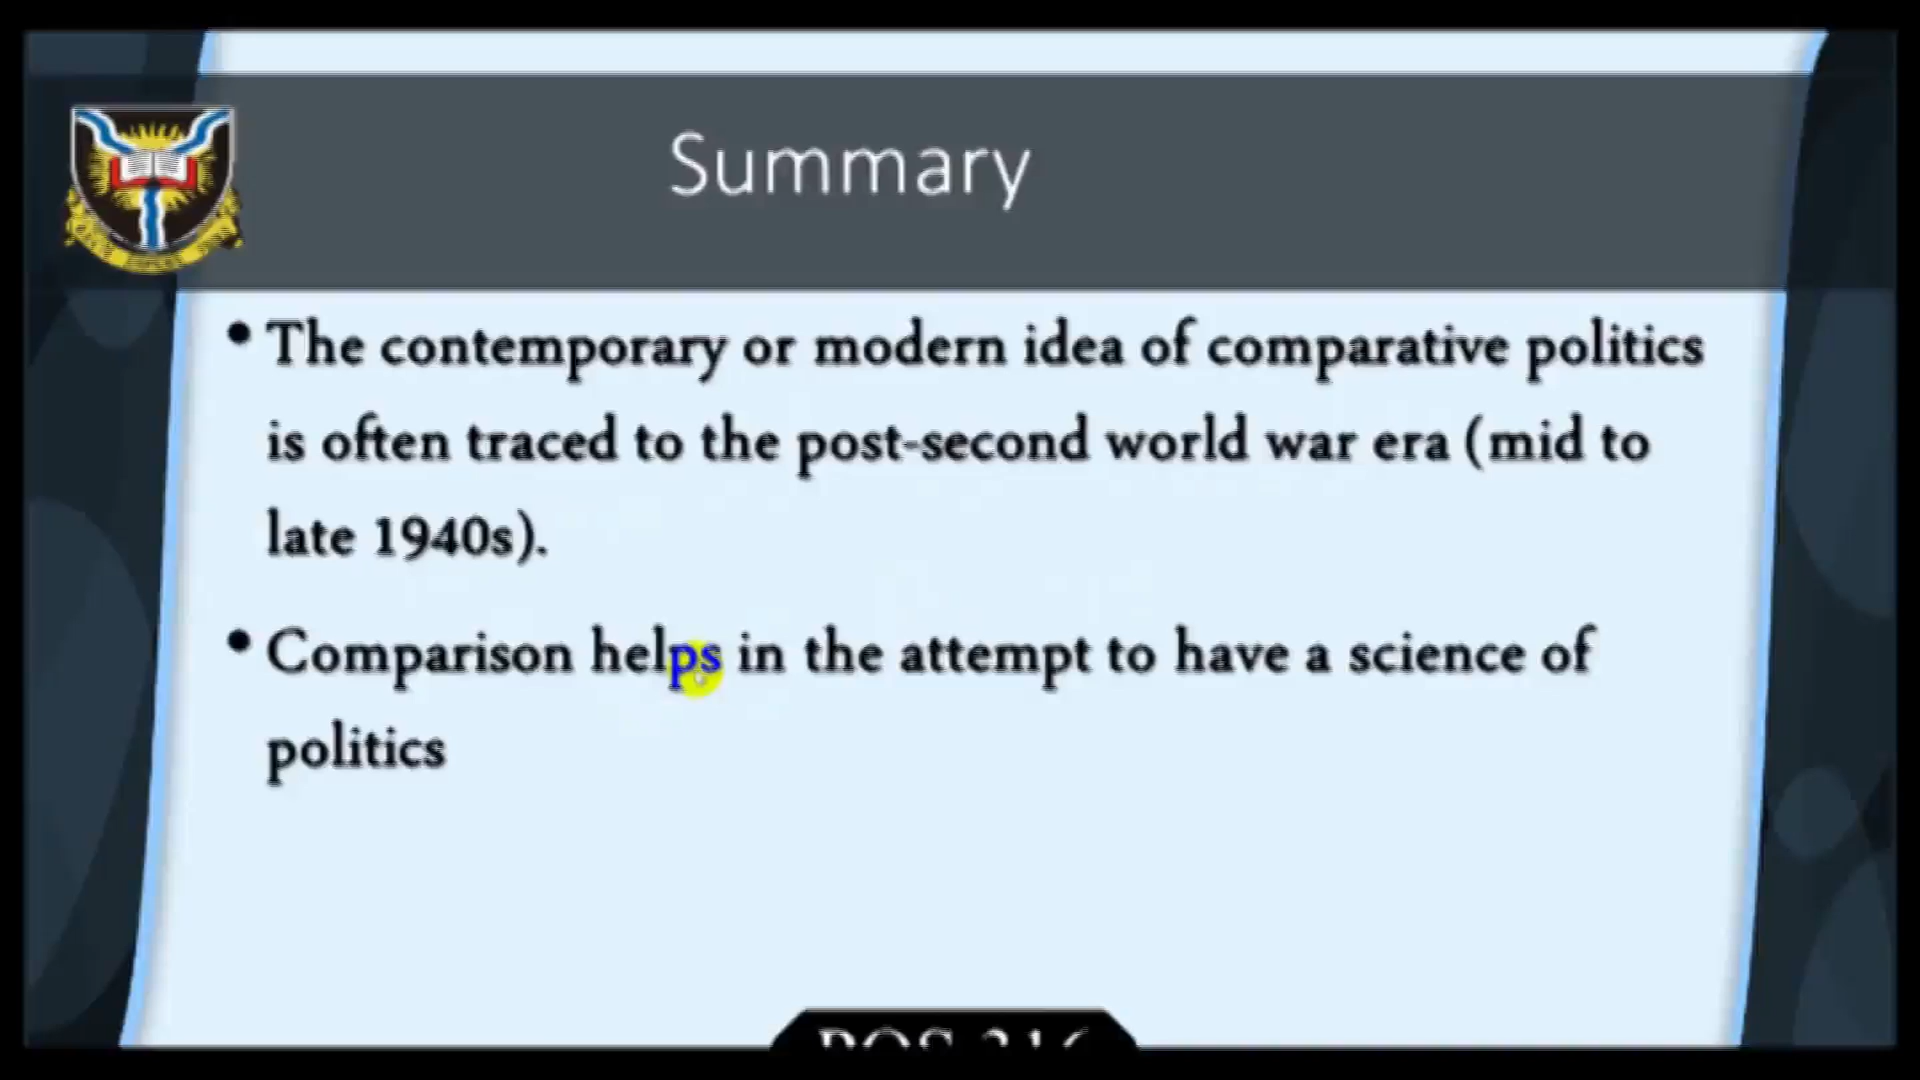 Summary
• The contemporary or modern idea of comparative politics
is often traced to the post-second world war era (mid to
late 1940s).
• Comparison helps in the attempt to have a science of
politics